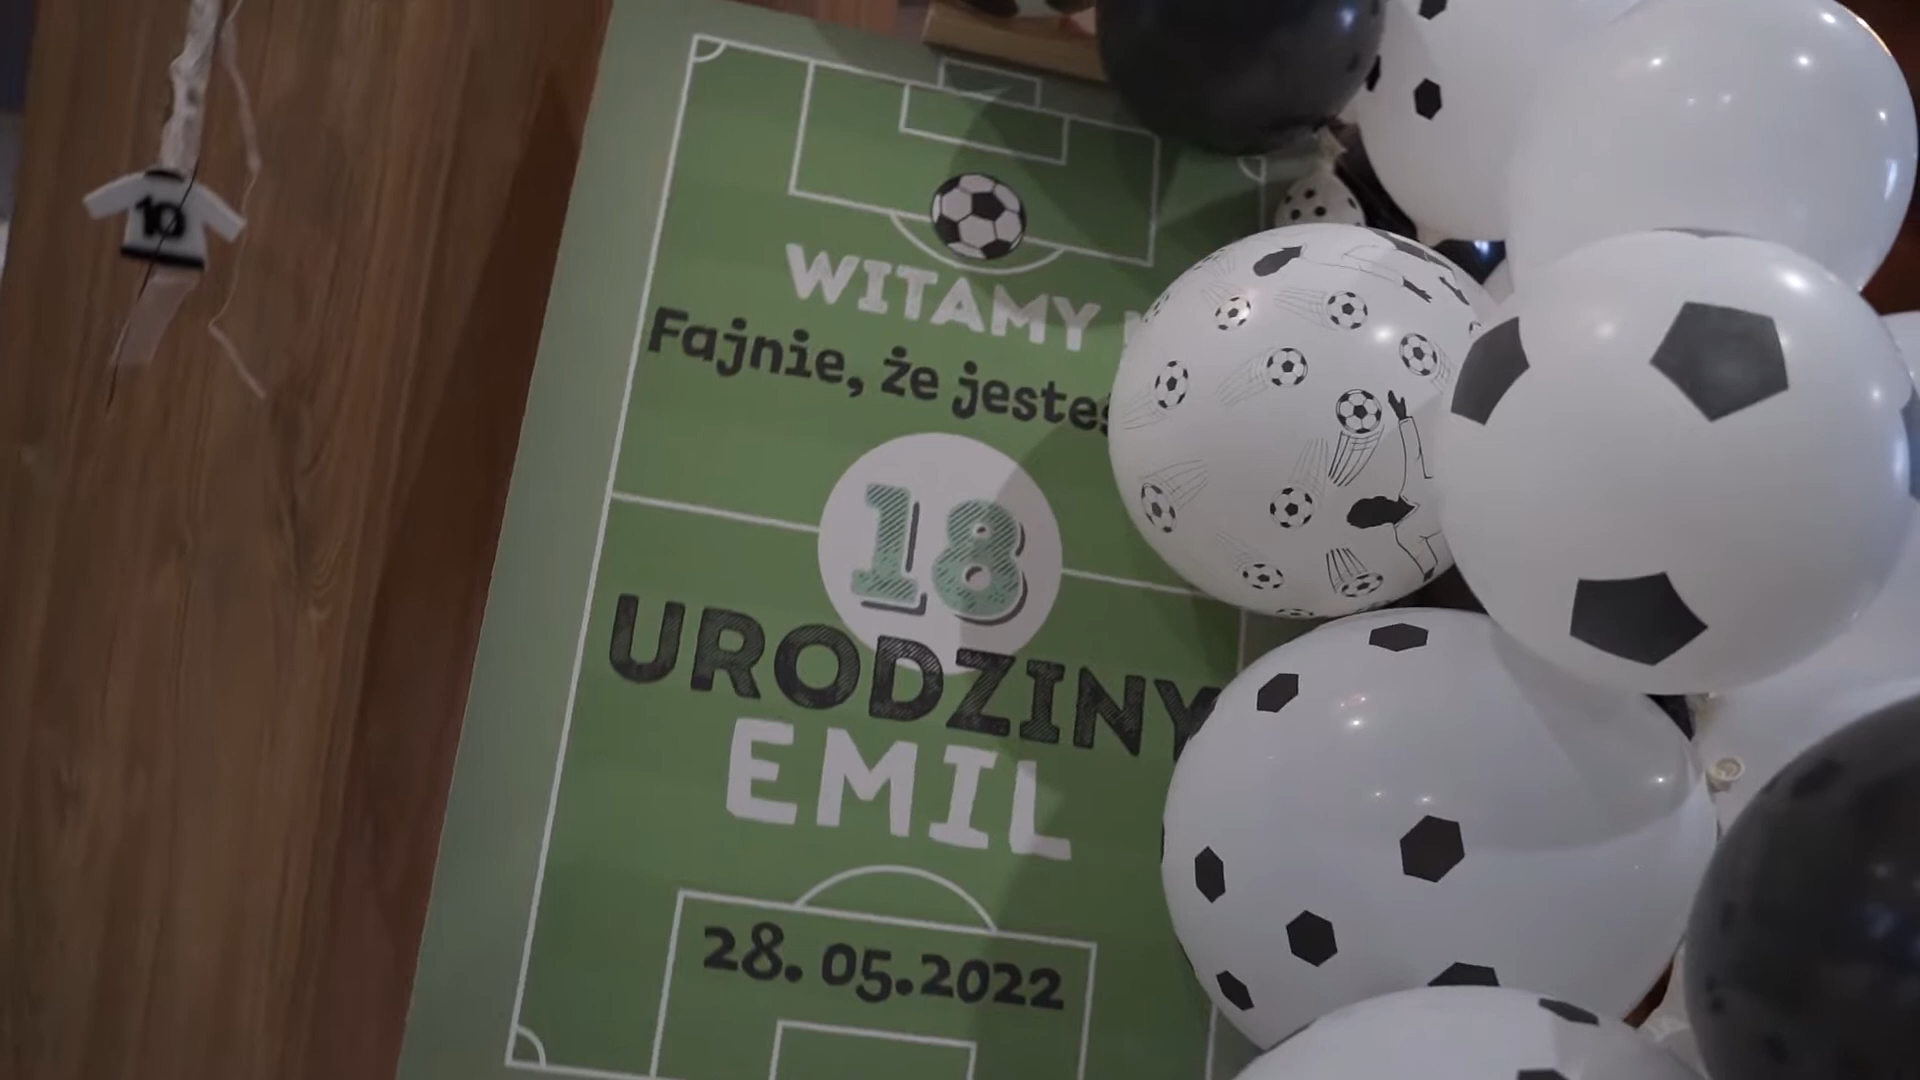 10
WITAMY
Fajnie, że jesteś
18
URODZINY
EMIL
28. 05.2022